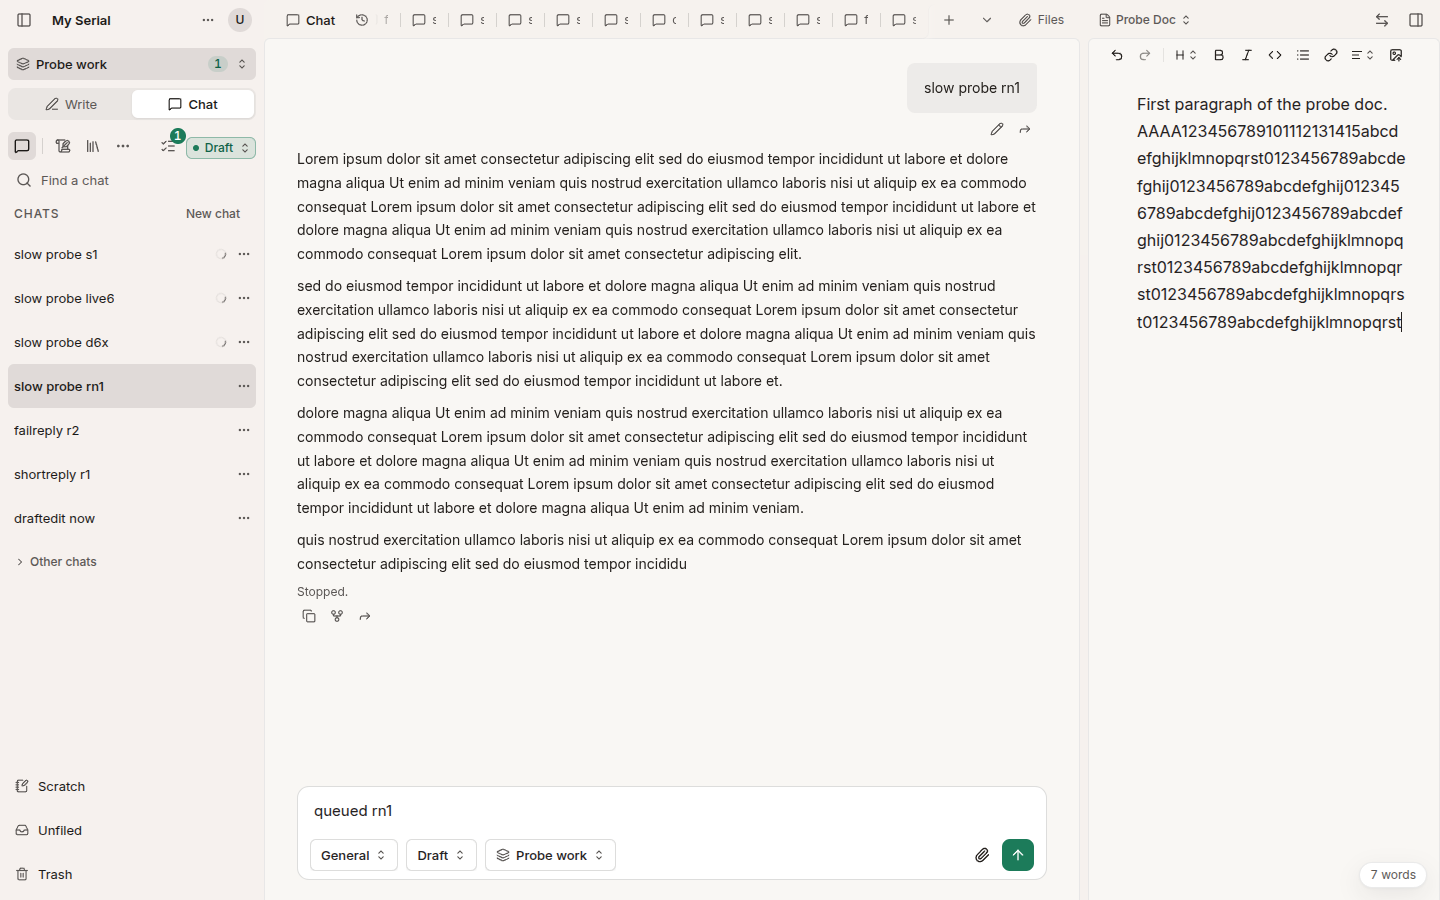 My Serial
U
Probe work
1
Write
Chat
1
Draft
Find a chat
CHATS
New chat
slow probe s1
slow probe live6
slow probe d6x
slow probe rn1
failreply r2
shortreply r1
draftedit now
Other chats
Scratch
Unfiled
Trash
Chat
Files
slow probe rn1
Lorem ipsum dolor sit amet consectetur adipiscing elit sed do eiusmod tempor incididunt ut labore et dolore
magna aliqua Ut enim ad minim veniam quis nostrud exercitation ullamco laboris nisi ut aliquip ex ea commodo
consequat Lorem ipsum dolor sit amet consectetur adipiscing elit sed do eiusmod tempor incididunt ut labore et
dolore magna aliqua Ut enim ad minim veniam quis nostrud exercitation ullamco laboris nisi ut aliquip ex ea
commodo consequat Lorem ipsum dolor sit amet consectetur adipiscing elit.
sed do eiusmod tempor incididunt ut labore et dolore magna aliqua Ut enim ad minim veniam quis nostrud
exercitation ullamco laboris nisi ut aliquip ex ea commodo consequat Lorem ipsum dolor sit amet consectetur
adipiscing elit sed do eiusmod tempor incididunt ut labore et dolore magna aliqua Ut enim ad minim veniam quis
nostrud exercitation ullamco laboris nisi ut aliquip ex ea commodo consequat Lorem ipsum dolor sit amet
consectetur adipiscing elit sed do eiusmod tempor incididunt ut labore et.
dolore magna aliqua Ut enim ad minim veniam quis nostrud exercitation ullamco laboris nisi ut aliquip ex ea
commodo consequat Lorem ipsum dolor sit amet consectetur adipiscing elit sed do eiusmod tempor incididunt
ut labore et dolore magna aliqua Ut enim ad minim veniam quis nostrud exercitation ullamco laboris nisi ut
aliquip ex ea commodo consequat Lorem ipsum dolor sit amet consectetur adipiscing elit sed do eiusmod
tempor incididunt ut labore et dolore magna aliqua Ut enim ad minim veniam.
quis nostrud exercitation ullamco laboris nisi ut aliquip ex ea commodo consequat Lorem ipsum dolor sit amet
consectetur adipiscing elit sed do eiusmod tempor incididu
Stopped.
queued rn1
General
Draft
Probe work
Probe Doc
H
B
I
First paragraph of the probe doc.
AAAA123456789101112131415abcd
efghijklmnopqrst0123456789abcde
fghij0123456789abcdefghij012345
6789abcdefghij0123456789abcdef
ghij0123456789abcdefghijklmnopq
rst0123456789abcdefghijklmnopqr
st0123456789abcdefghijklmnopqrs
t0123456789abcdefghijklmnopqrst
7 words